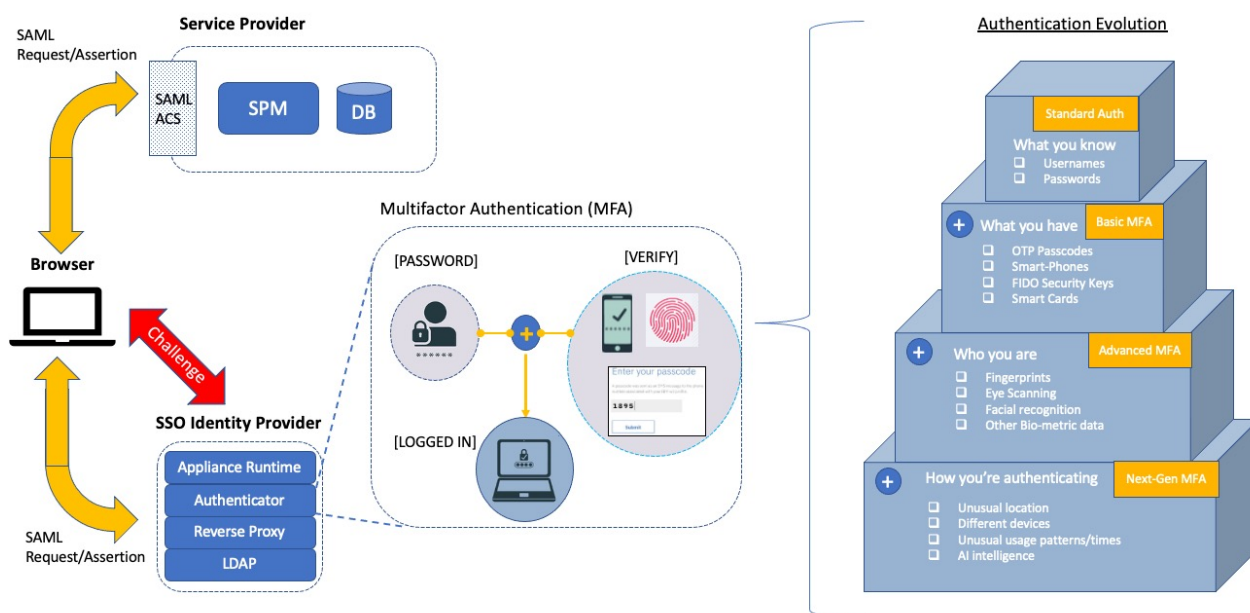 Service Provider
SAML
Request/Assertion
SAML
ACS
SPM
DB
Browser
Challenge
SSO Identity Provider
Appliance Runtime
Authenticator
Reverse Proxy
LDAP
SAML
Request/Assertion
Multifactor Authentication (MFA)
[PASSWORD]
[VERIFY]
Enter your passcode
1895
Submit
[LOGGED IN]
Authentication Evolution
Standard Auth
What you know
Usernames
Passwords
Basic MFA
What you have
OTP Passcodes
Smart-Phones
FIDO Security Keys
Smart Cards
Advanced MFA
Who you are
Fingerprints
Eye Scanning
Facial recognition
Other Bio-metric data
Next-Gen MFA
How you’re authenticating
Unusual location
Different devices
Unusual usage patterns/times
AI intelligence